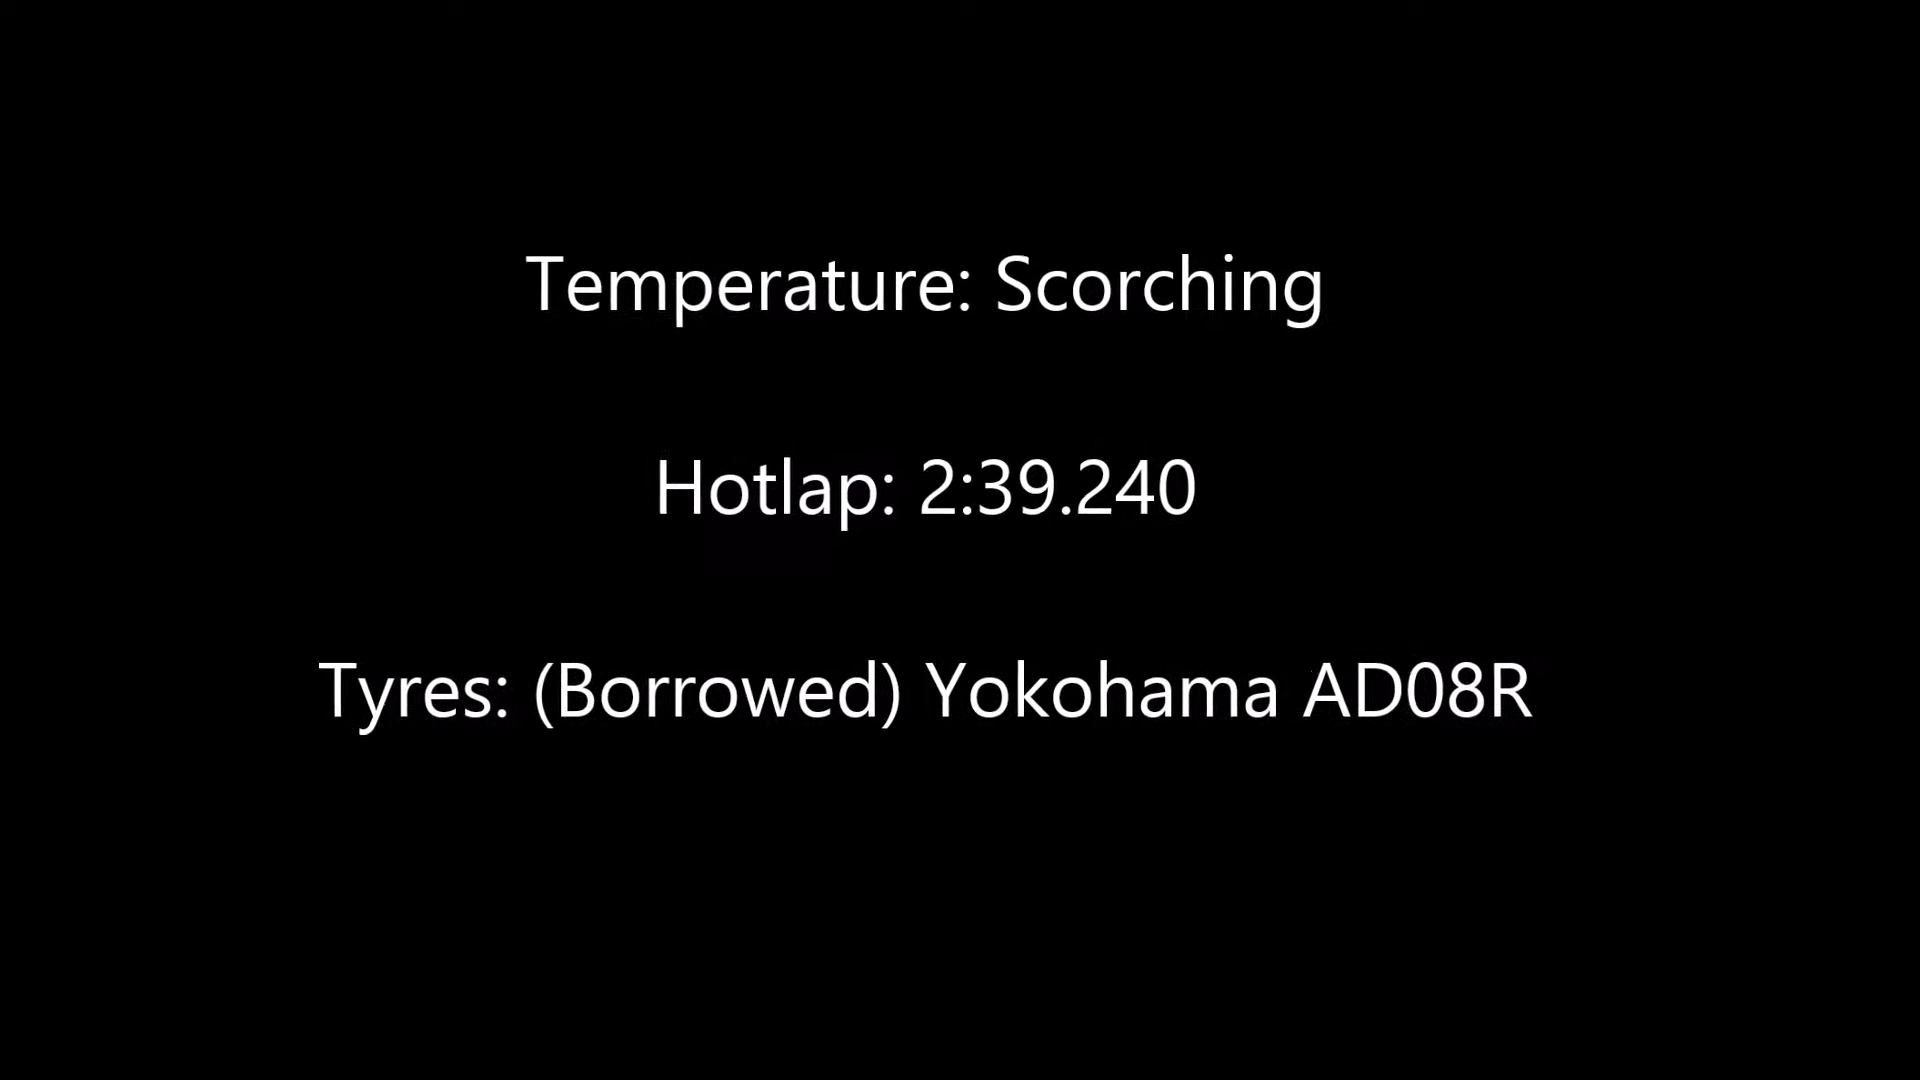 Temperature: Scorching
Hotlap: 2:39.240
Tyres: (Borrowed) Yokohama AD08R